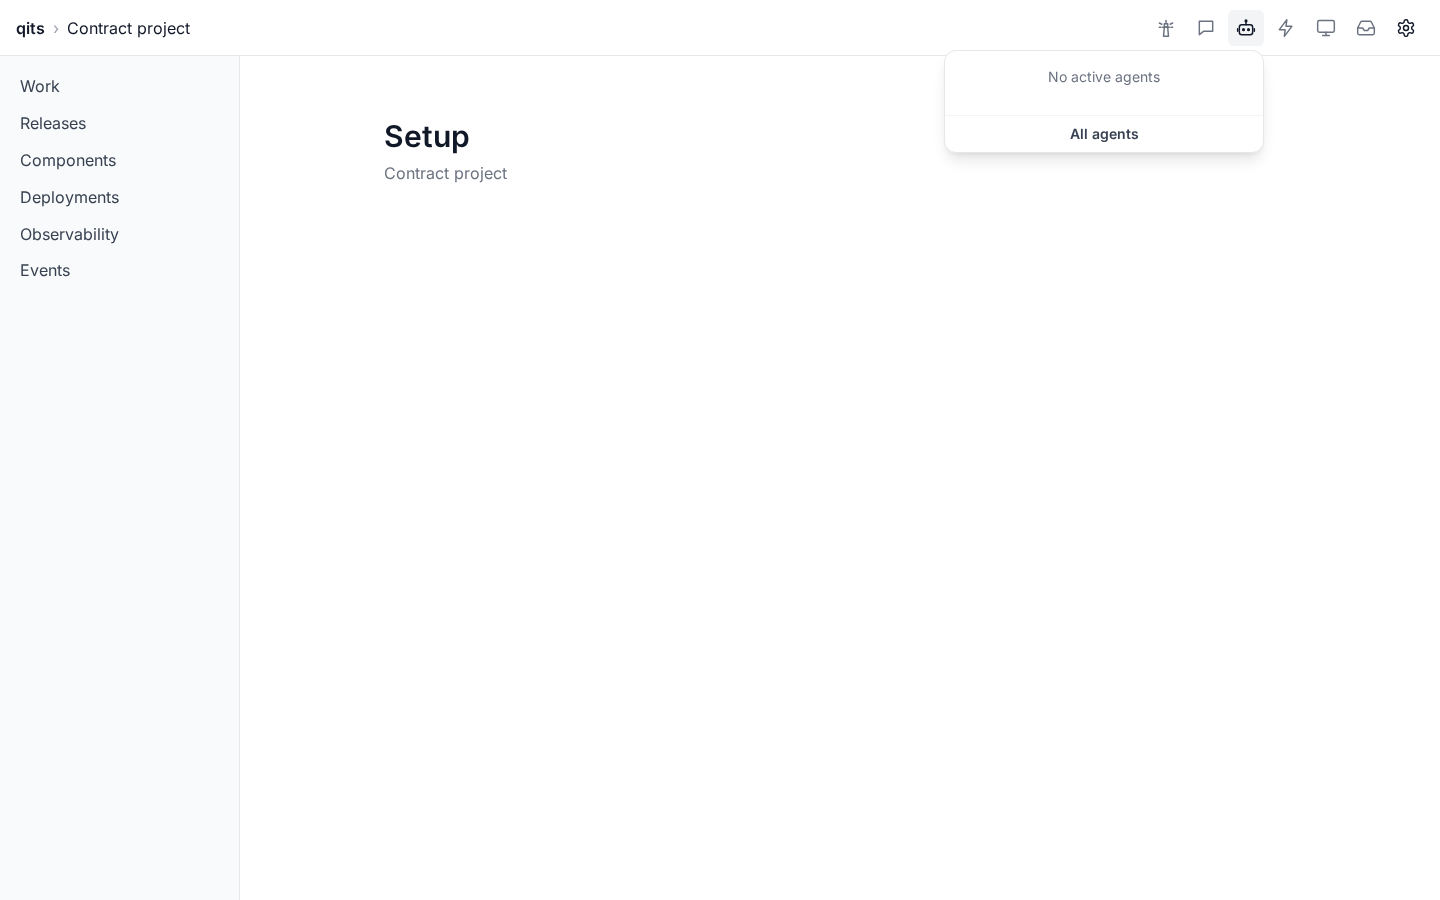 qits › Contract project
No active agents
All agents
Work
Releases
Components
Deployments
Observability
Events
Setup
Contract project